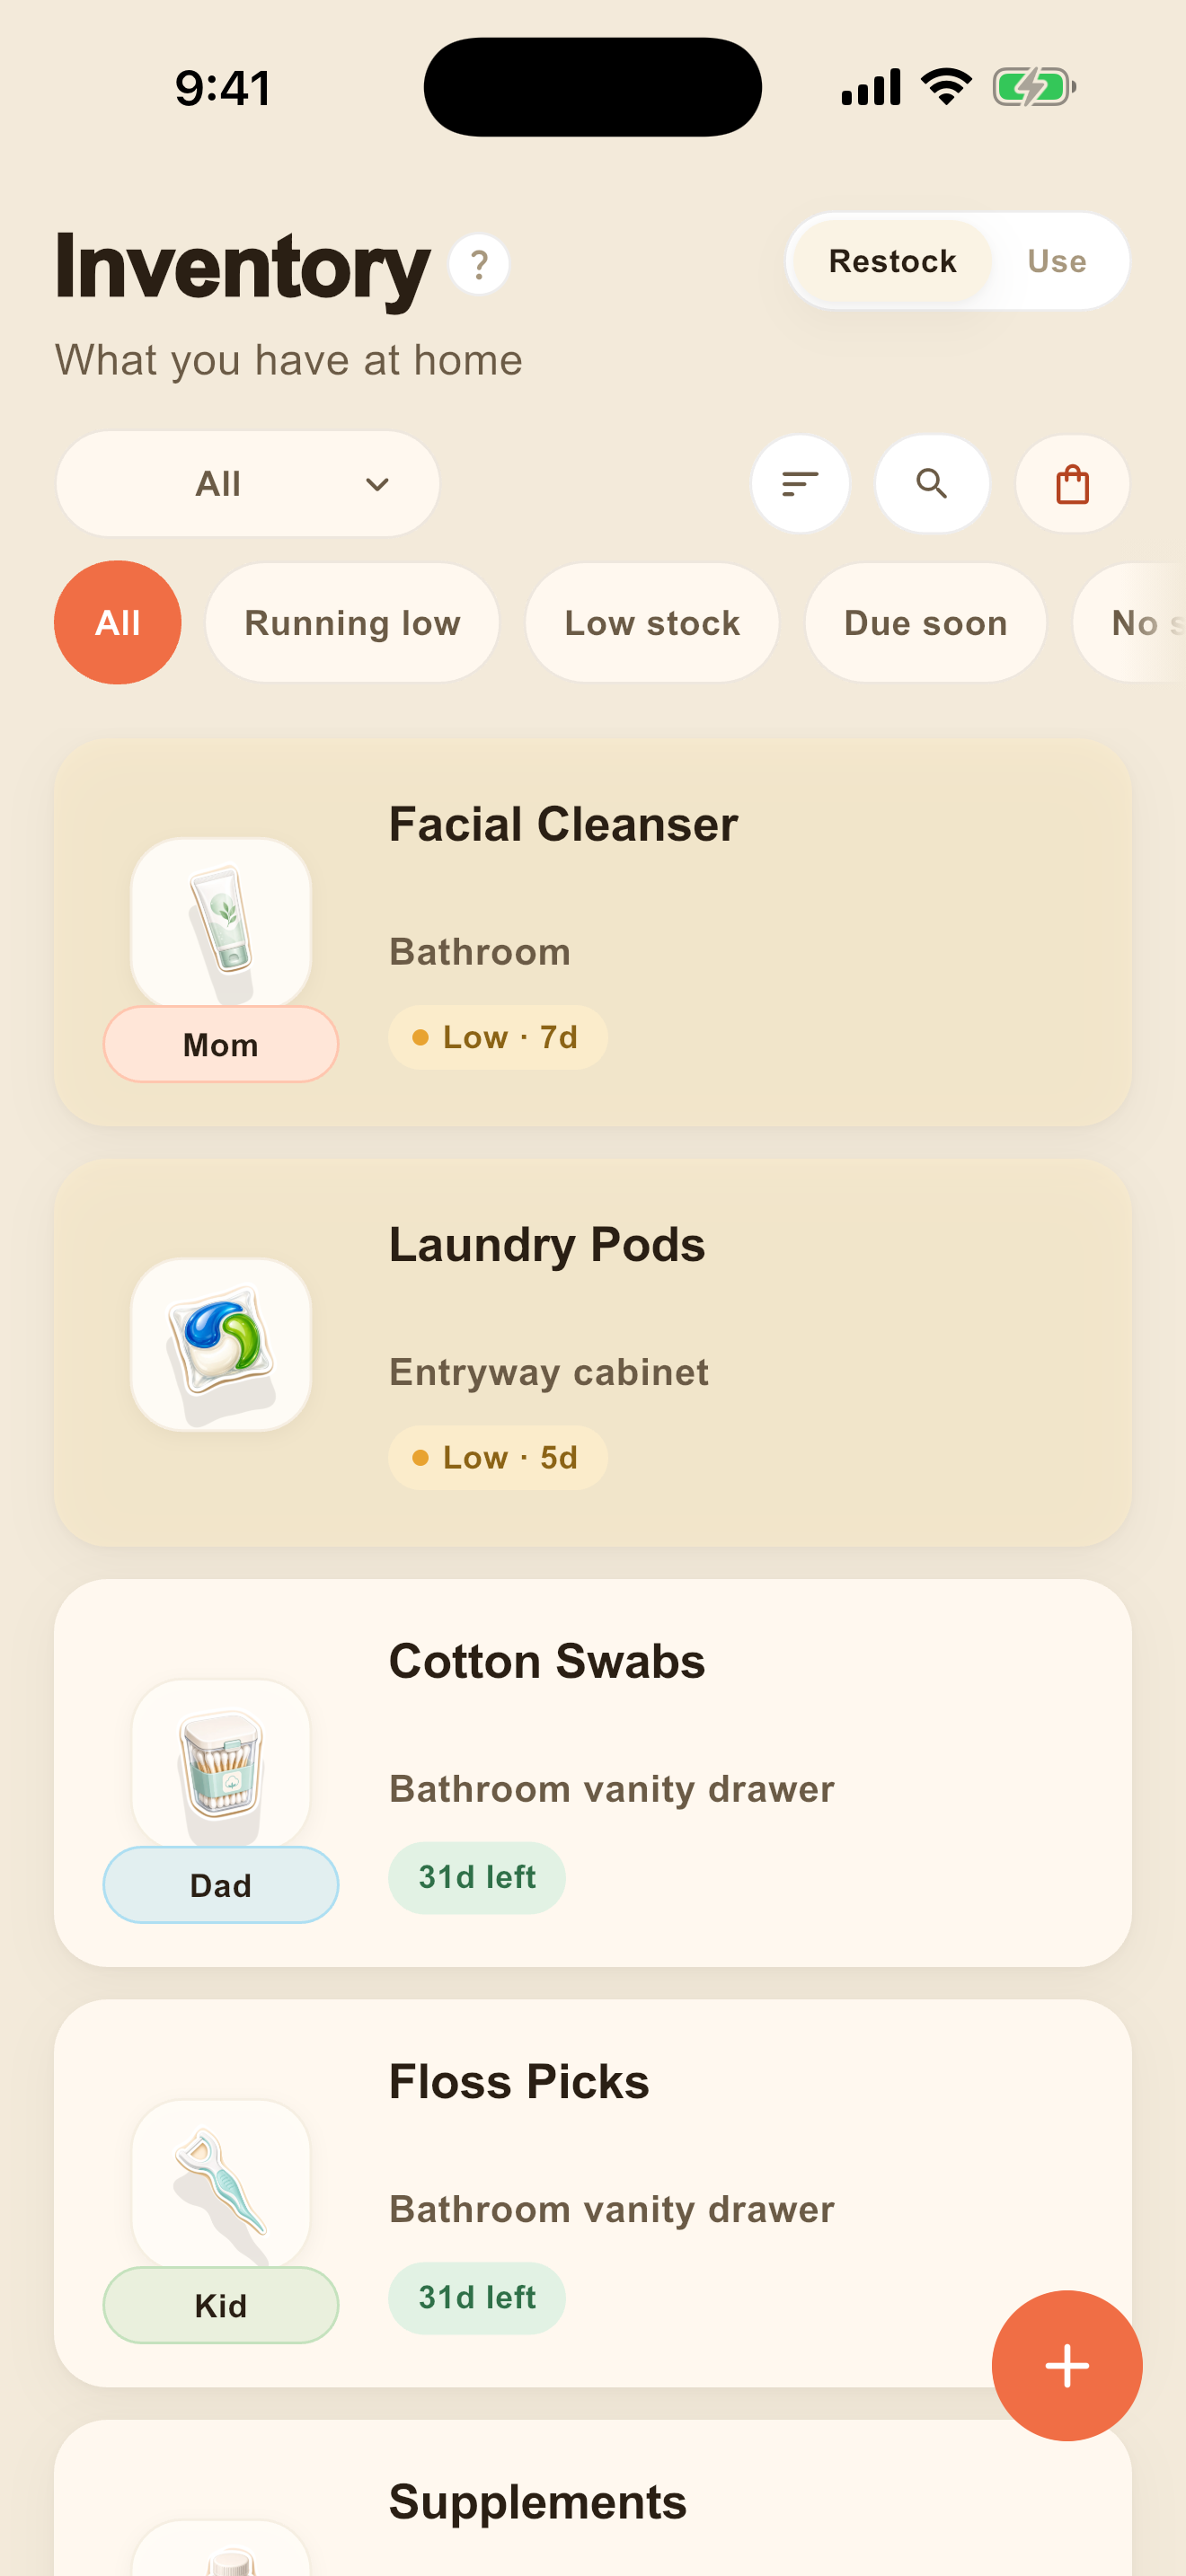 9:41
Inventory ?
Restock Use
What you have at home
All
All Running low Low stock Due soon No
Facial Cleanser
Bathroom
Mom
Low · 7d
Laundry Pods
Entryway cabinet
Low · 5d
Cotton Swabs
Bathroom vanity drawer
Dad
31d left
Floss Picks
Bathroom vanity drawer
Kid
31d left
Supplements